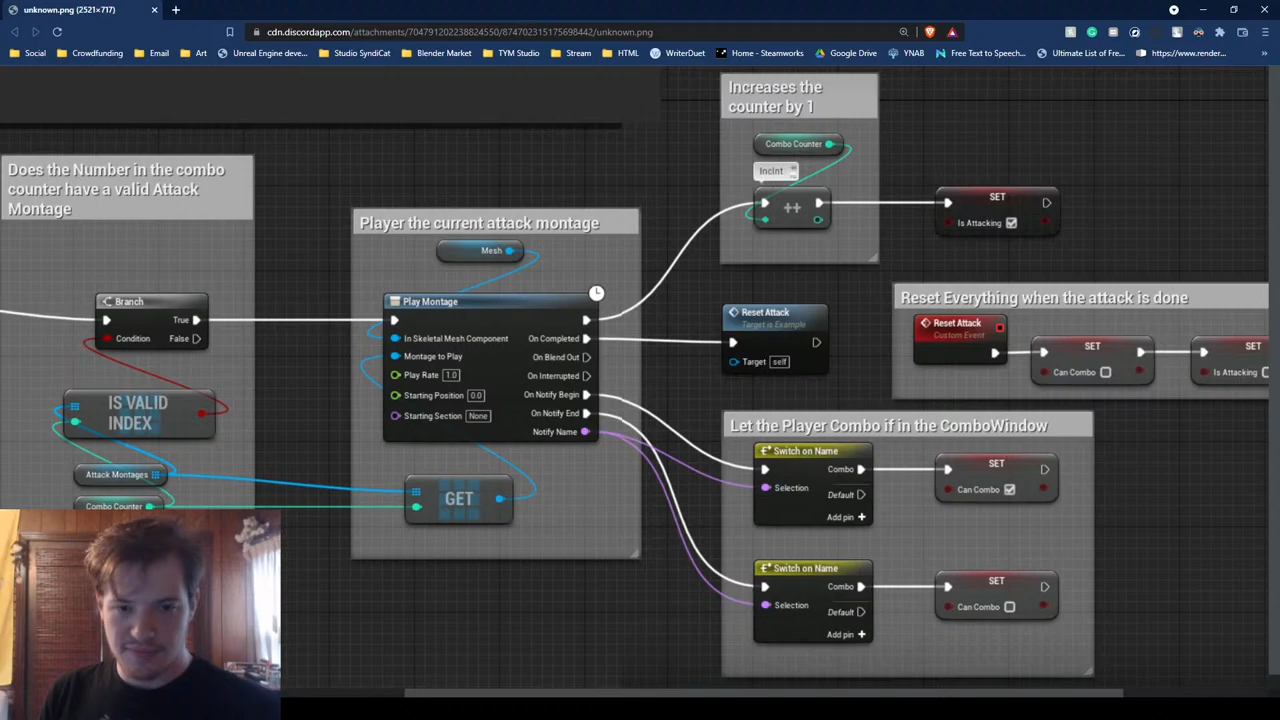 unknown.png (2521×717)
cdn.discordapp.com/attachments/704791202238824550/874702315175698442/unknown.png
Social
Crowdfunding
Email
Art
Unreal Engine deve...
Studio SyndiCat
Blender Market
TYM Studio
Stream
HTML
WriterDuet
Home - Steamworks
Google Drive
YNAB
Free Text to Speech...
Ultimate List of Fre...
https://www.render...
Increases the
counter by 1
Combo Counter
IncInt
++
SET
Is Attacking
Does the Number in the combo
counter have a valid Attack
Montage
Branch
True
Condition
False
IS VALID
INDEX
Attack Montages
Combo Counter
Player the current attack montage
Mesh
Play Montage
In Skeletal Mesh Component
On Completed
Montage to Play
On Blend Out
Play Rate 1.0
On Interrupted
Starting Position 0.0
On Notify Begin
Starting Section None
On Notify End
Notify Name
GET
Reset Attack
Target is Example
Target self
Reset Everything when the attack is done
Reset Attack
Custom Event
SET
Can Combo
SET
Is Attacking
Let the Player Combo if in the ComboWindow
Switch on Name
Combo
Selection
Default
Add pin +
SET
Can Combo
Switch on Name
Combo
Selection
Default
Add pin +
SET
Can Combo